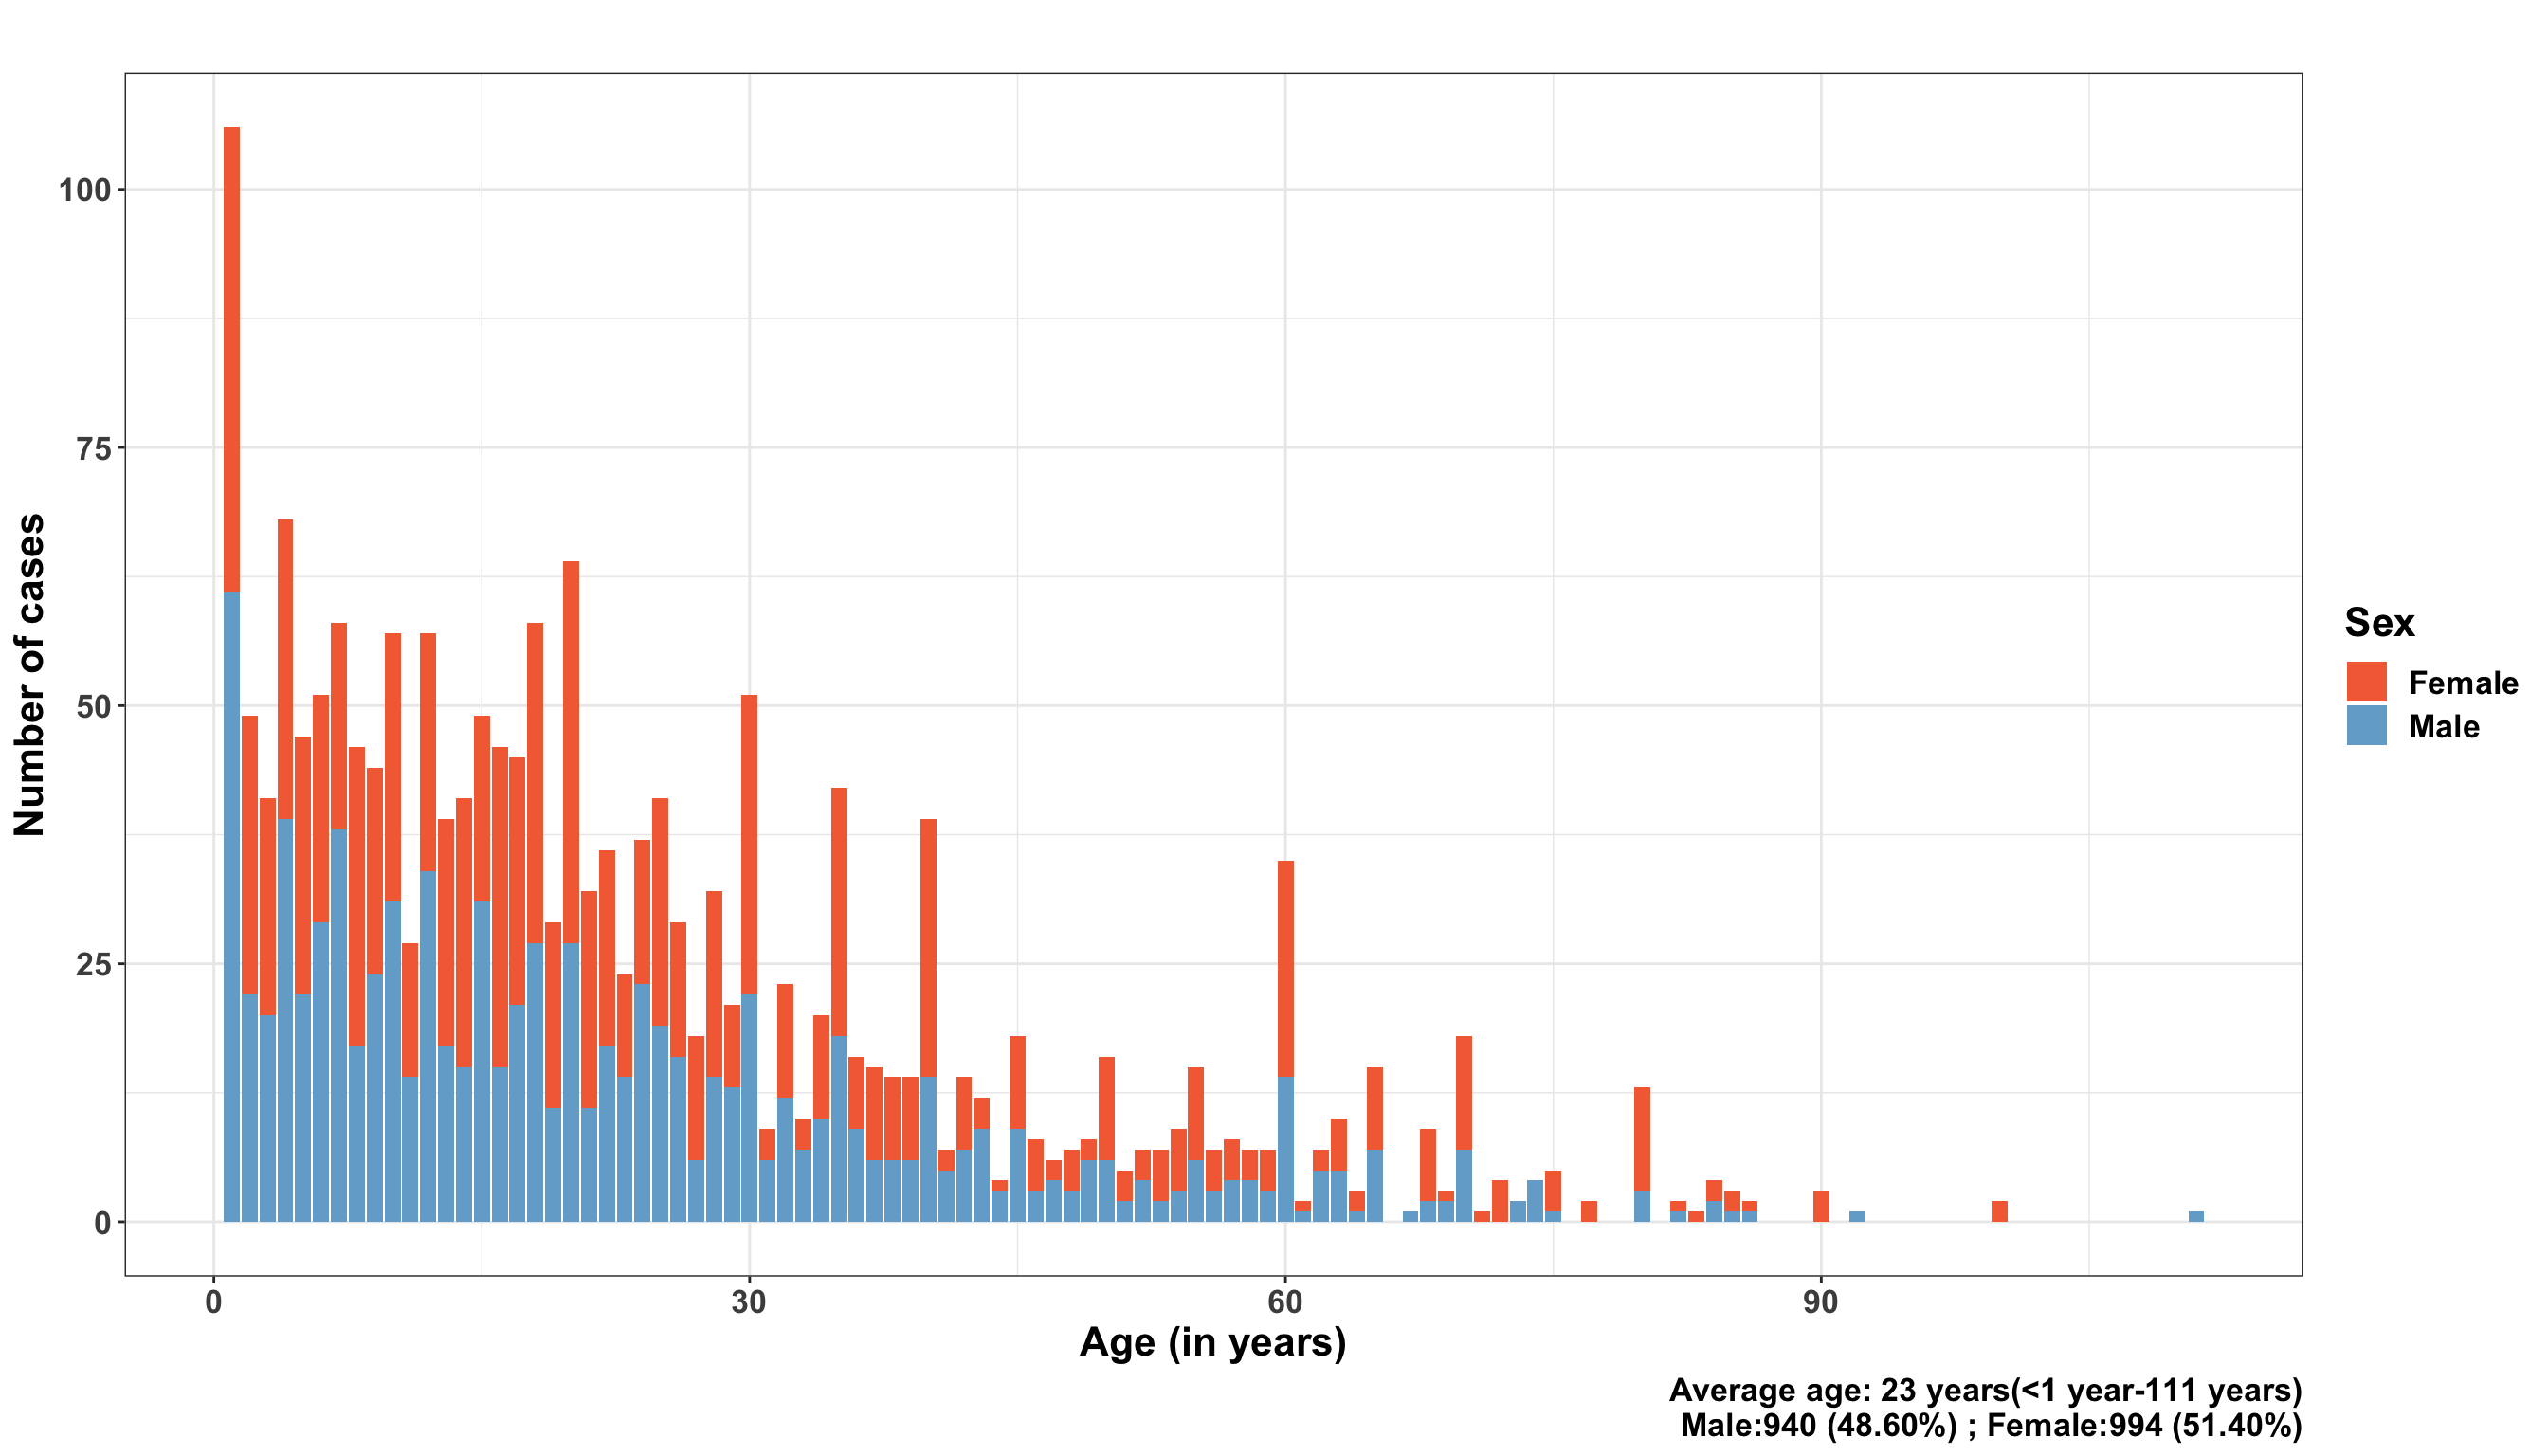 Number of cases
100
75
50
25
0
0 30 60 90
Age (in years)
Sex
Female
Male
Average age: 23 years(<1 year-111 years)
Male:940 (48.60%) ; Female:994 (51.40%)